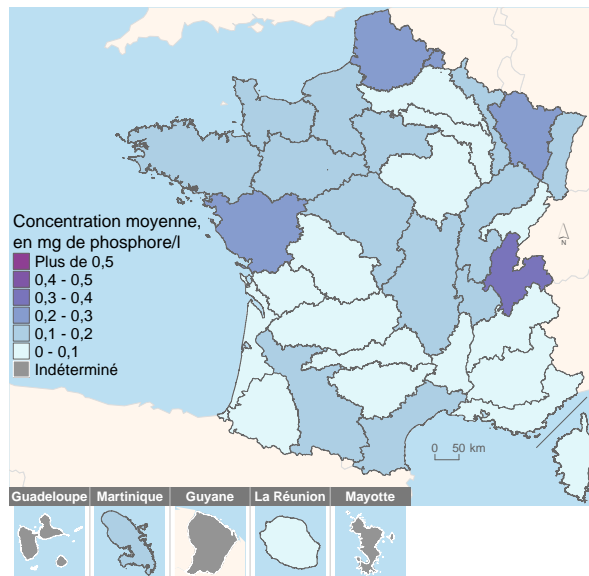 Concentration moyenne,
en mg de phosphore/l
Plus de 0,5
0,4 - 0,5
0,3 - 0,4
0,2 - 0,3
0,1 - 0,2
0 - 0,1
Indéterminé
N
0 50 km
Guadeloupe Martinique Guyane La Réunion Mayotte